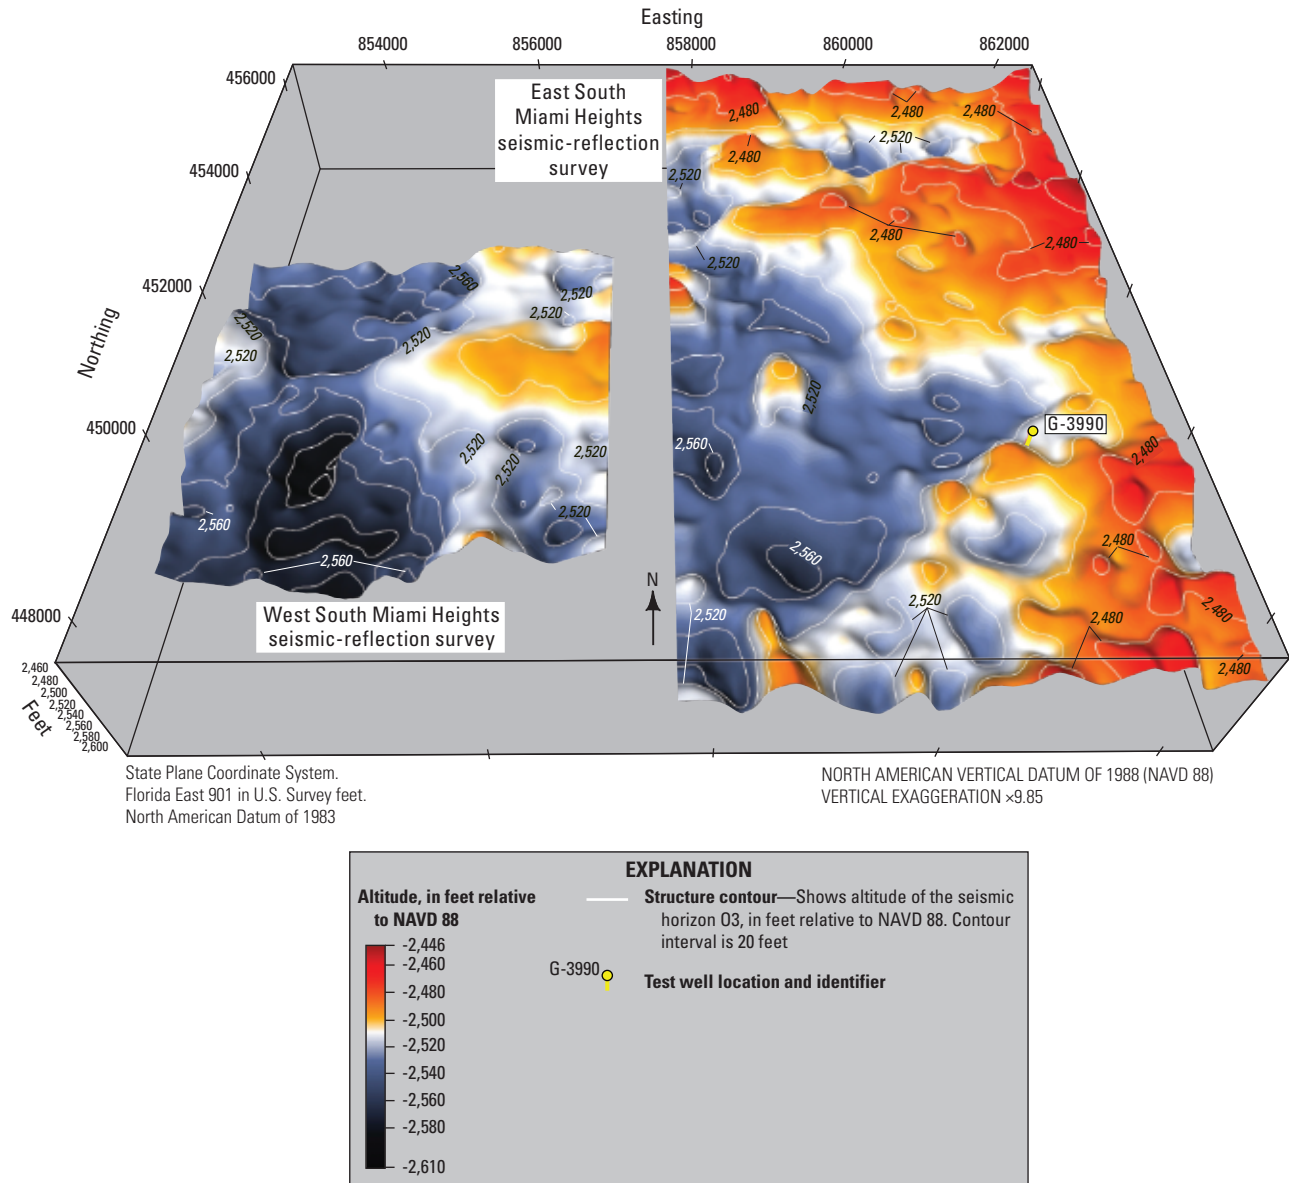 Easting
854000
856000
858000
860000
862000
456000
454000
452000
450000
448000
Northing
East South
Miami Heights
seismic-reflection
survey
2,480
2,480
2,480
2,480
2,520
2,520
2,480
2,480
2,520
2,560
2,520
2,520
2,520
2,520
2,520
2,520
2,520
2,520
2,520
2,560
G-3990
2,480
2,560
2,520
2,560
2,560
2,480
2,520
2,520
2,480
2,480
2,480
N
West South Miami Heights
seismic-reflection survey
2,460
2,480
2,500
2,520
2,540
2,560
2,580
2,600
Feet
State Plane Coordinate System.
Florida East 901 in U.S. Survey feet.
North American Datum of 1983
NORTH AMERICAN VERTICAL DATUM OF 1988 (NAVD 88)
VERTICAL EXAGGERATION ×9.85
EXPLANATION
Altitude, in feet relative
to NAVD 88
-2,446
-2,460
-2,480
-2,500
-2,520
-2,540
-2,560
-2,580
-2,610
Structure contour—Shows altitude of the seismic
horizon O3, in feet relative to NAVD 88. Contour
interval is 20 feet
G-3990
Test well location and identifier